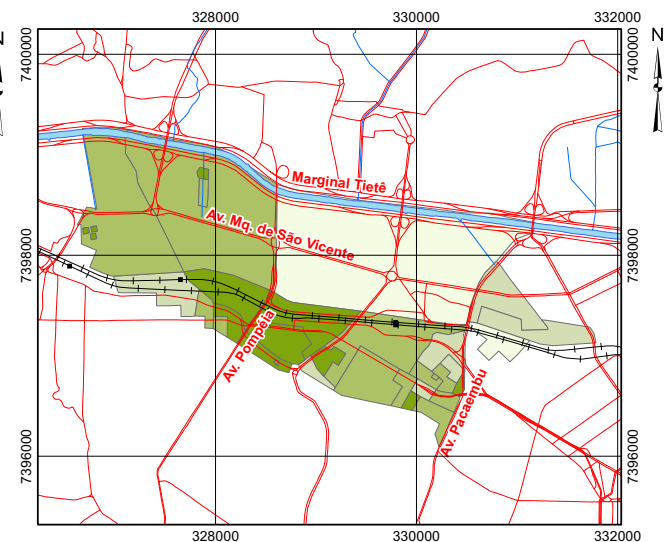 328000 330000 332000
N
N
7400000
7400000
Marginal Tietê
Av. Mq. de São Vicente
7398000
7398000
Av. Pompéia
Av. Pacaembu
7396000
7396000
328000 330000 332000